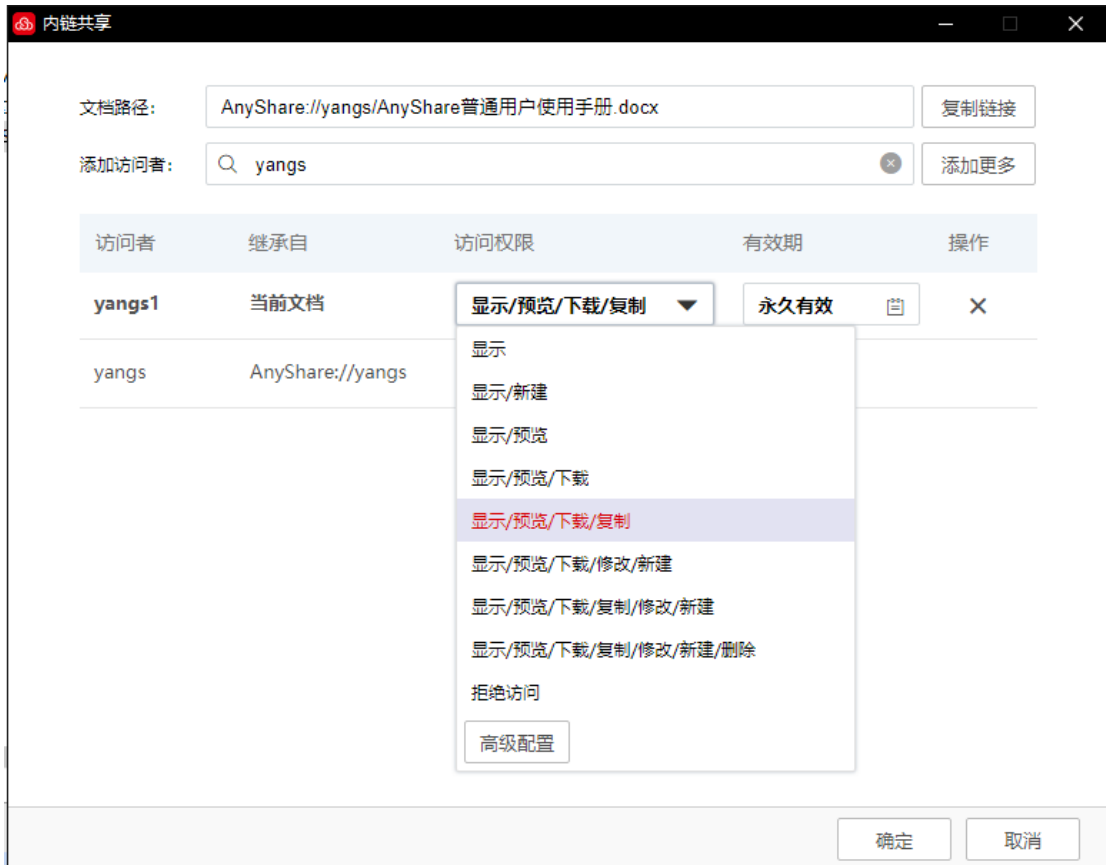 内链共享
文档路径： AnyShare://yangs/AnyShare普通用户使用手册.docx 复制链接
添加访问者： yangs 添加更多
访问者 继承自 访问权限 有效期 操作
yangs1 当前文档 显示/预览/下载/复制 永久有效
显示
yangs AnyShare://yangs
显示/新建
显示/预览
显示/预览/下载
显示/预览/下载/复制
显示/预览/下载/修改/新建
显示/预览/下载/复制/修改/新建
显示/预览/下载/复制/修改/新建/删除
拒绝访问
高级配置
确定 取消